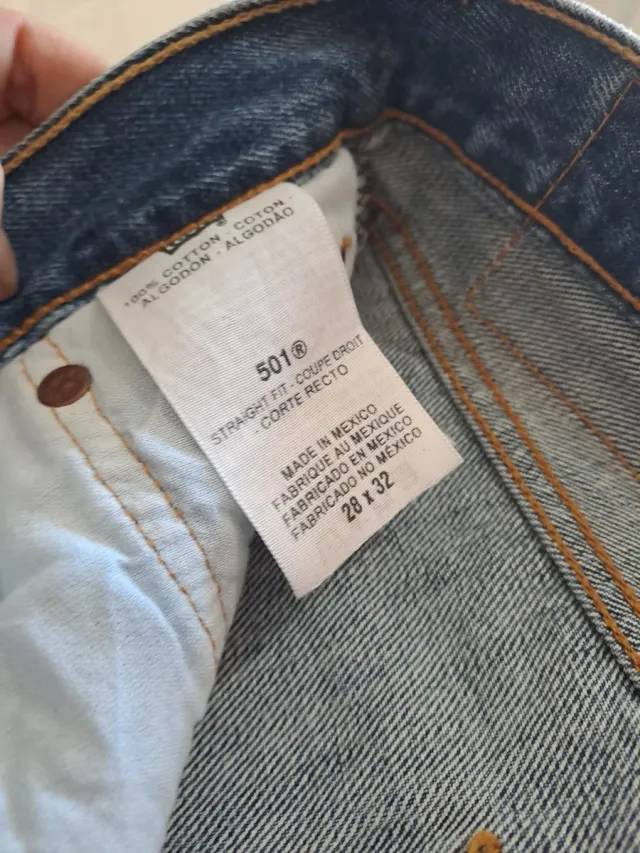 100% COTTON - COTON -
ALGODON - ALGODÃO
501®
STRAIGHT FIT - COUPE DROIT
- CORTE RECTO
MADE IN MEXICO
FABRIQUE AU MEXIQUE
FABRICADO EN MEXICO
FABRICADO NO MÉXICO
28 X 32